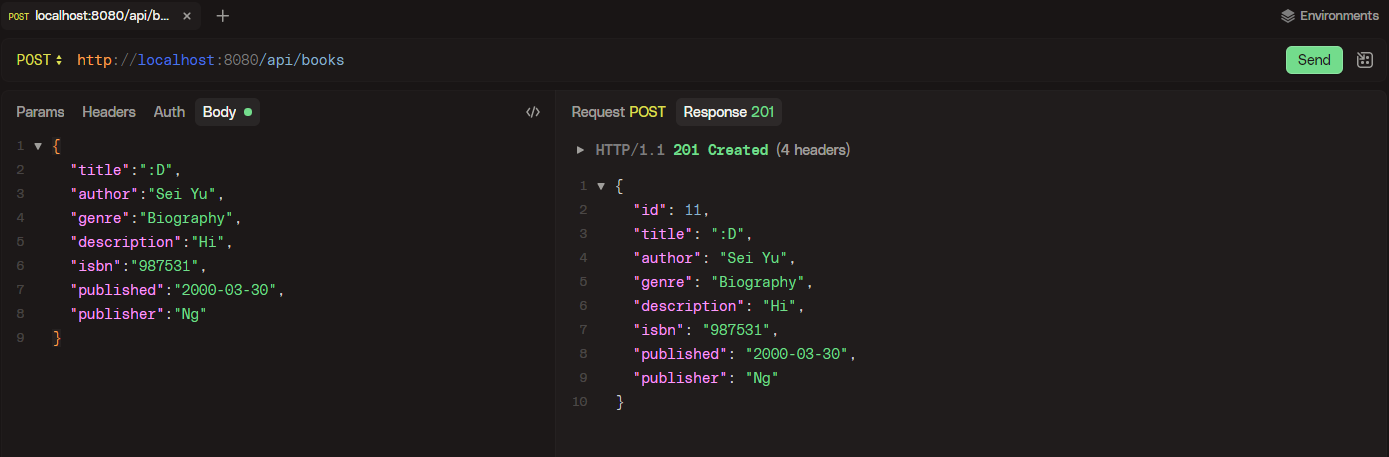 POST localhost:8080/api/b... × +
Environments
POST http://localhost:8080/api/books
Send
Params Headers Auth Body
</>
1 {
2 "title":":D",
3 "author":"Sei Yu",
4 "genre":"Biography",
5 "description":"Hi",
6 "isbn":"987531",
7 "published":"2000-03-30",
8 "publisher":"Ng"
9 }
Request POST Response 201
HTTP/1.1 201 Created (4 headers)
1 {
2 "id": 11,
3 "title": ":D",
4 "author": "Sei Yu",
5 "genre": "Biography",
6 "description": "Hi",
7 "isbn": "987531",
8 "published": "2000-03-30",
9 "publisher": "Ng"
10 }